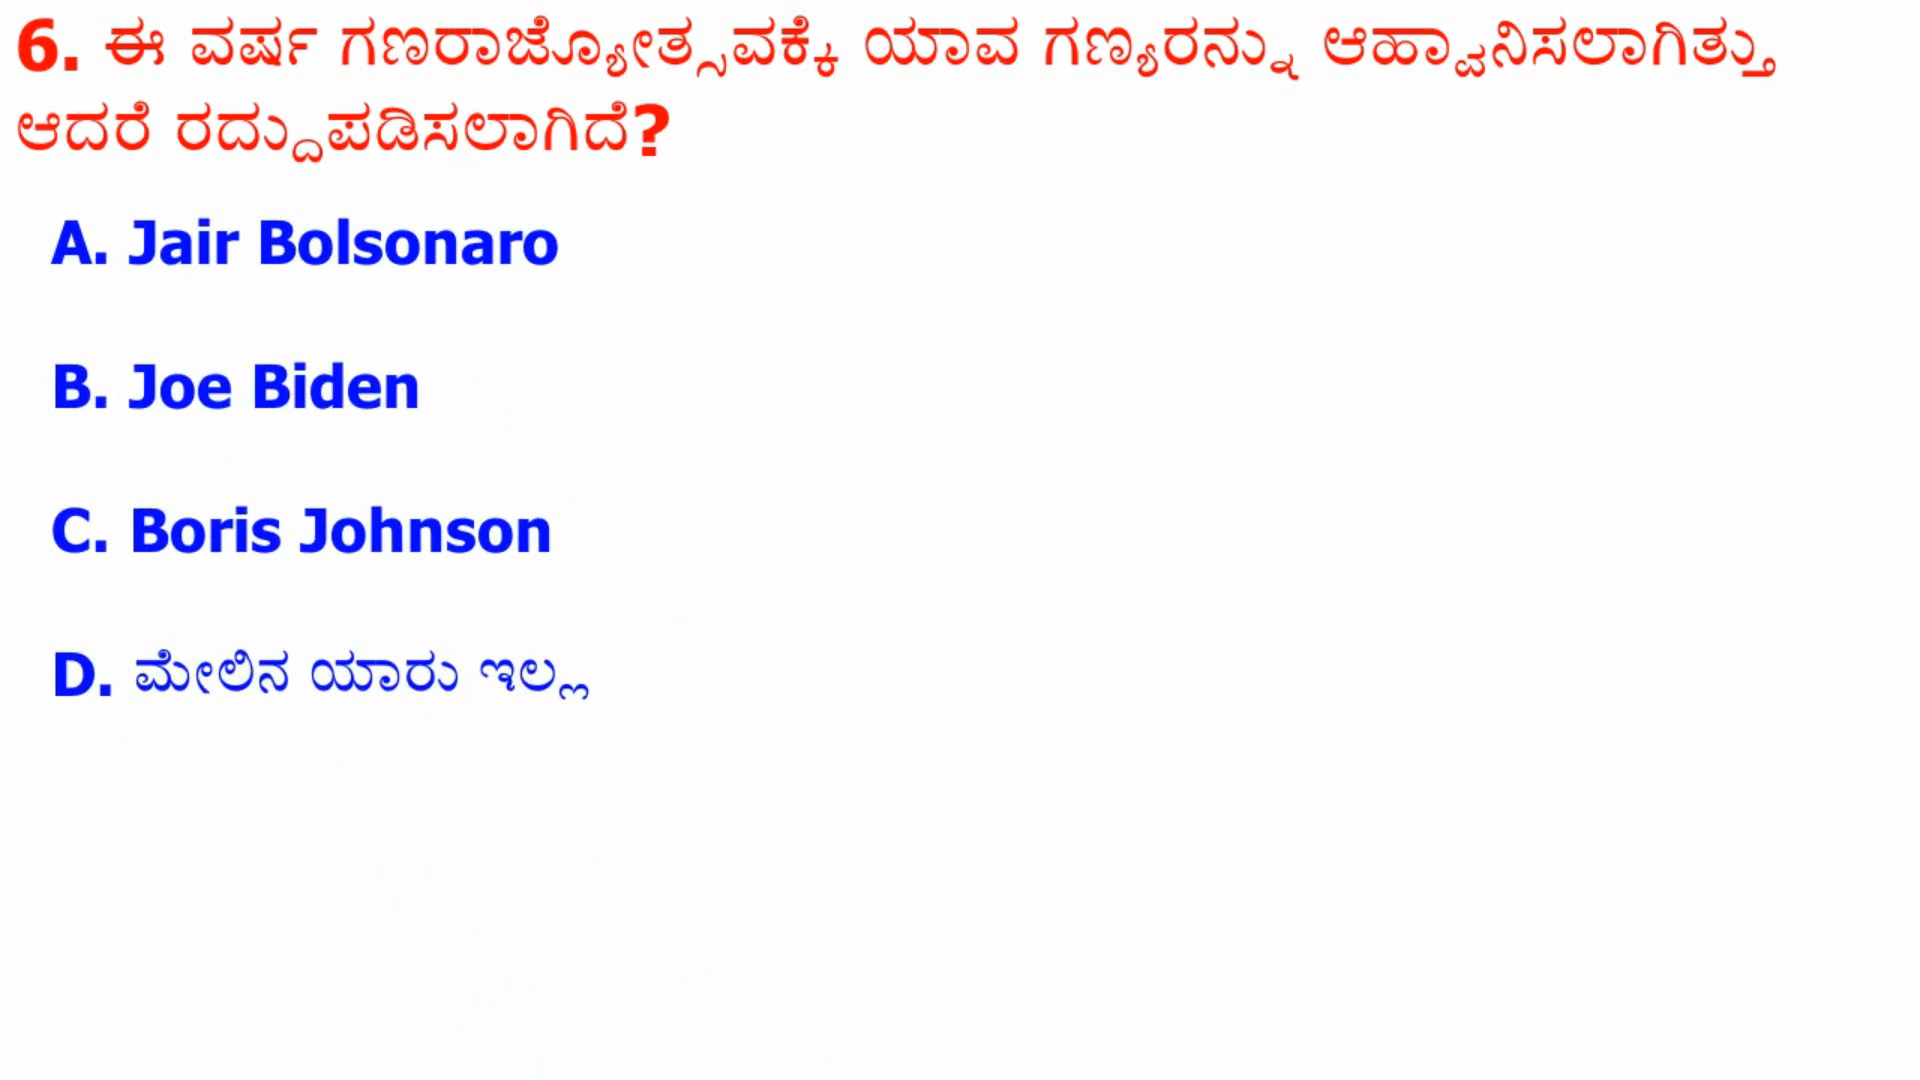 6. ಈ ವರ್ಷ ಗಣರಾಜ್ಯೋತ್ಸವಕ್ಕೆ ಯಾವ ಗಣ್ಯರನ್ನು ಆಹ್ವಾನಿಸಲಾಗಿತ್ತು
ಆದರೆ ರದ್ದುಪಡಿಸಲಾಗಿದೆ?
A. Jair Bolsonaro
B. Joe Biden
C. Boris Johnson
D. ಮೇಲಿನ ಯಾರು ಇಲ್ಲ